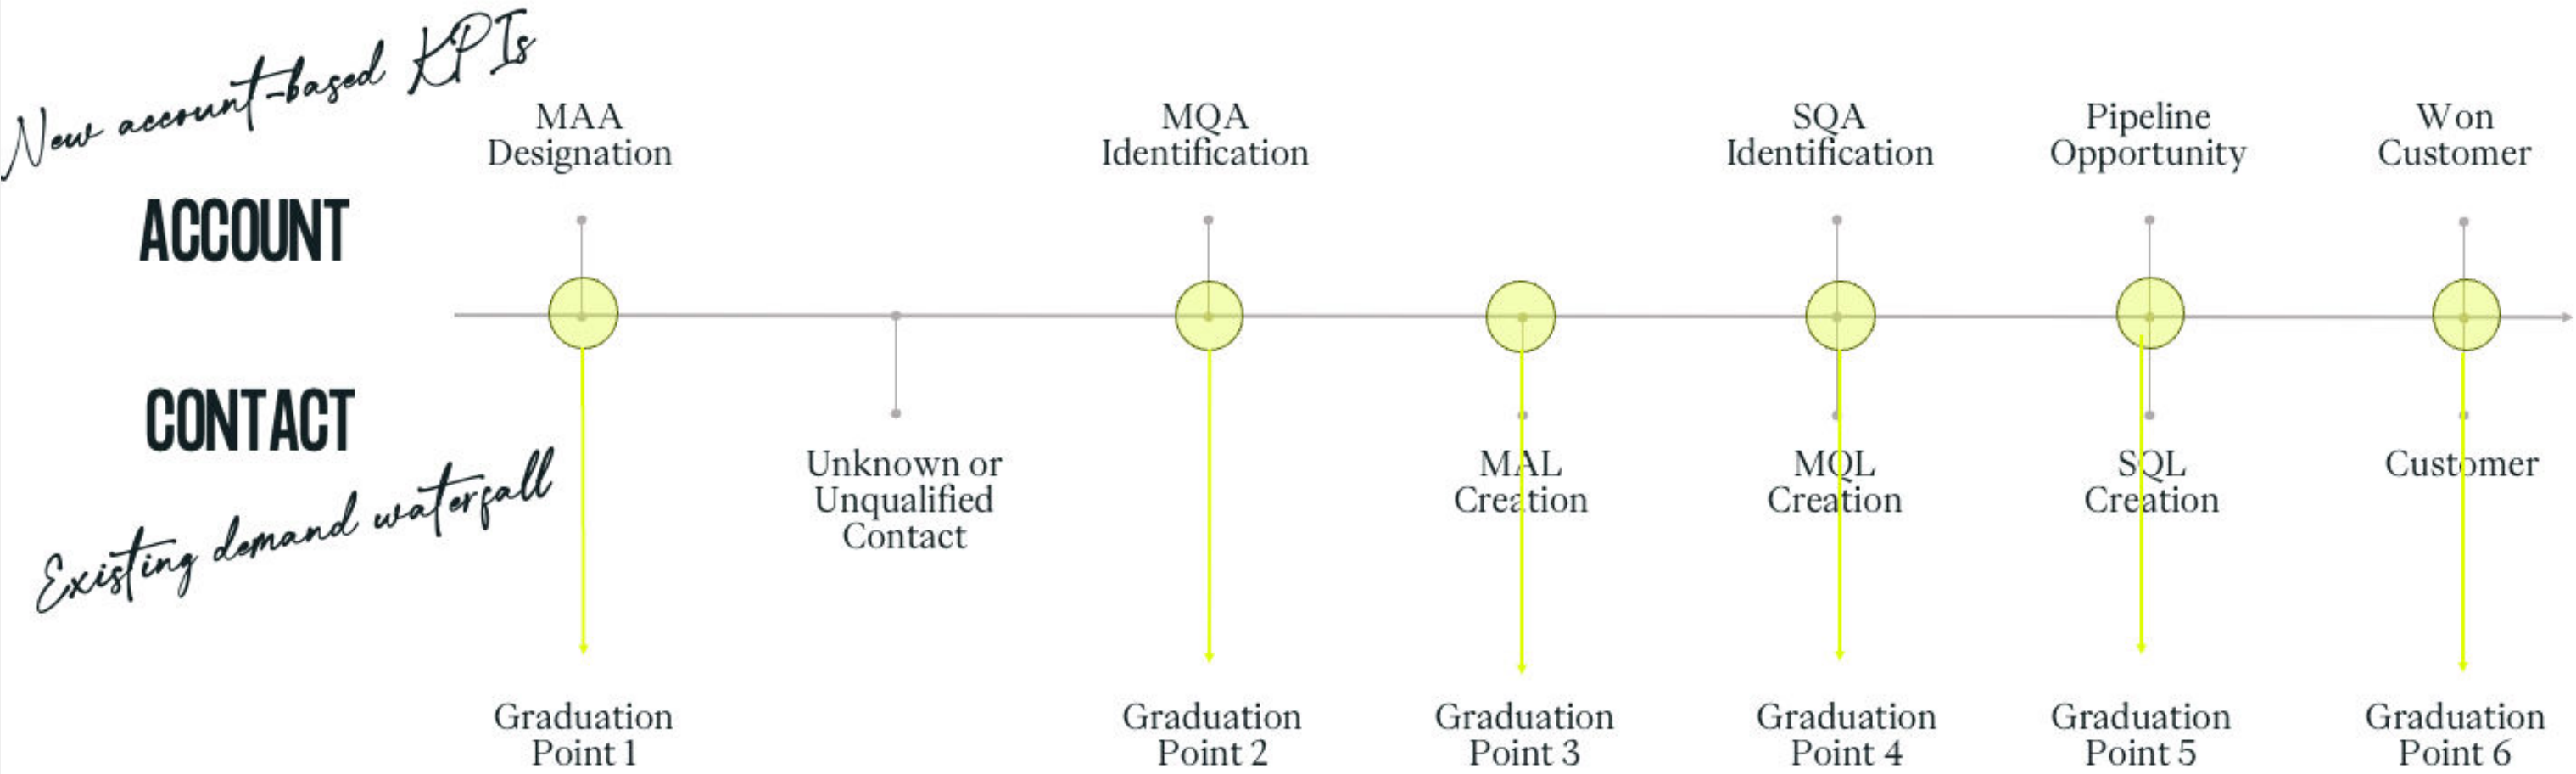 New account-based KPIs
MAA
Designation
MQA
Identification
SQA
Identification
Pipeline
Opportunity
Won
Customer
ACCOUNT
CONTACT
Existing demand waterfall
Unknown or
Unqualified
Contact
MAL
Creation
MQL
Creation
SQL
Creation
Customer
Graduation
Point 1
Graduation
Point 2
Graduation
Point 3
Graduation
Point 4
Graduation
Point 5
Graduation
Point 6